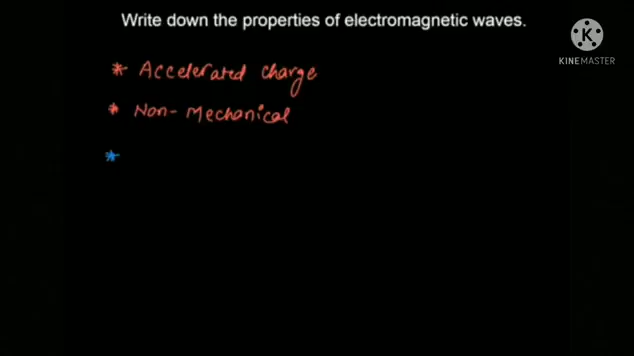 Write down the properties of electromagnetic waves.
K
KINEMASTER
* Accelerated charge
* Non-Mechanical
*